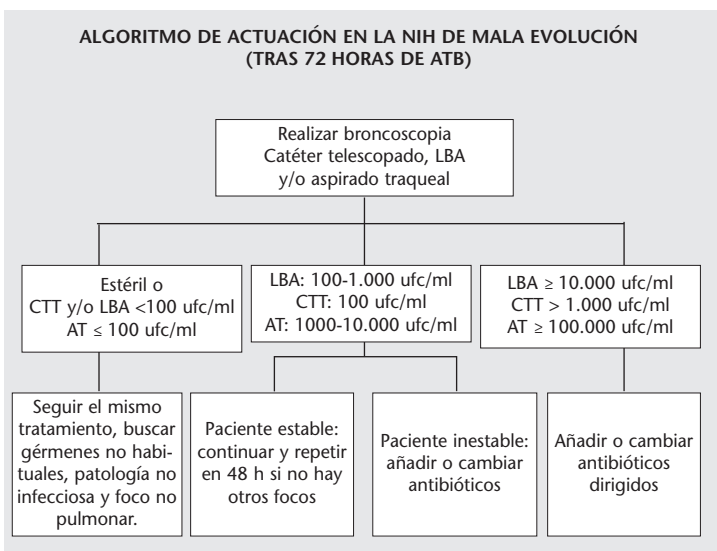 ALGORITMO DE ACTUACIÓN EN LA NIH DE MALA EVOLUCIÓN
(TRAS 72 HORAS DE ATB)
Realizar broncoscopia
Catéter telescopado, LBA
y/o aspirado traqueal
Estéril o
CTT y/o LBA <100 ufc/ml
AT ≤ 100 ufc/ml
LBA: 100-1.000 ufc/ml
CTT: 100 ufc/ml
AT: 1000-10.000 ufc/ml
LBA ≥ 10.000 ufc/ml
CTT > 1.000 ufc/ml
AT ≥ 100.000 ufc/ml
Seguir el mismo
tratamiento, buscar
gérmenes no habi-
tuales, patología no
infecciosa y foco no
pulmonar.
Paciente estable:
continuar y repetir
en 48 h si no hay
otros focos
Paciente inestable:
añadir o cambiar
antibióticos
Añadir o cambiar
antibióticos
dirigidos